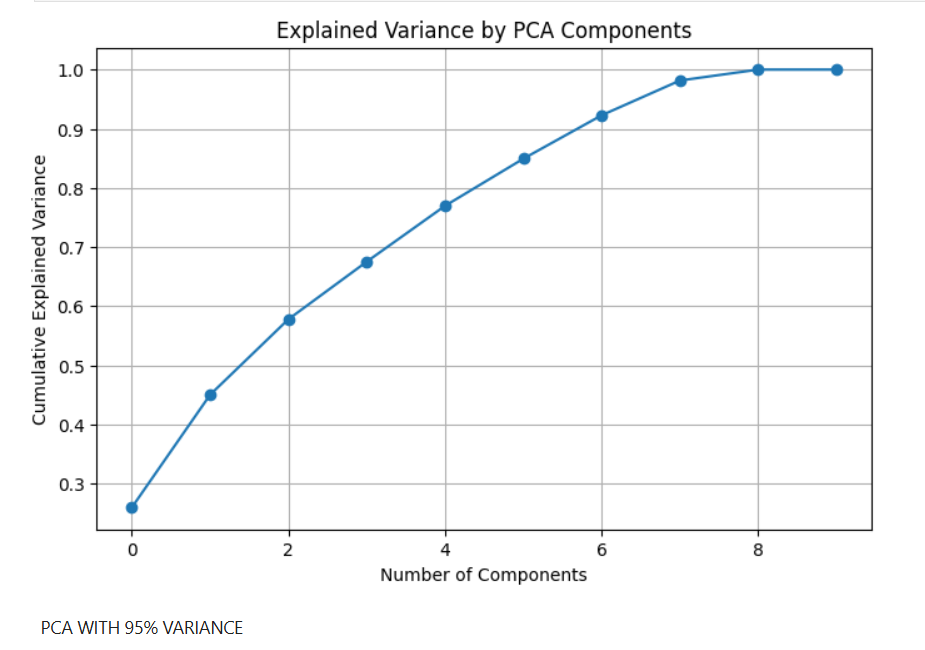 Explained Variance by PCA Components
1.0
0.9
0.8
0.7
0.6
0.5
0.4
0.3
Cumulative Explained Variance
0 2 4 6 8
Number of Components
PCA WITH 95% VARIANCE